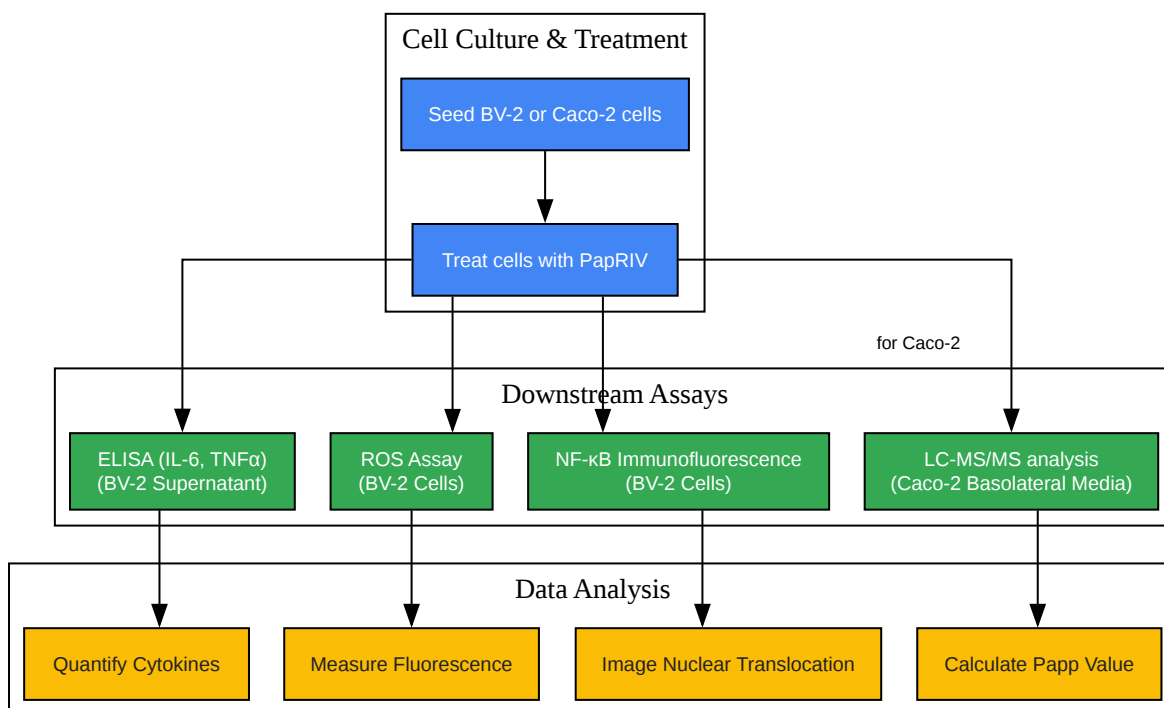 Cell Culture & Treatment
Seed BV-2 or Caco-2 cells
Treat cells with PapRIV
for Caco-2
Downstream Assays
ELISA (IL-6, TNFα)
(BV-2 Supernatant)
ROS Assay
(BV-2 Cells)
NF-κB Immunofluorescence
(BV-2 Cells)
LC-MS/MS analysis
(Caco-2 Basolateral Media)
Data Analysis
Quantify Cytokines
Measure Fluorescence
Image Nuclear Translocation
Calculate Papp Value